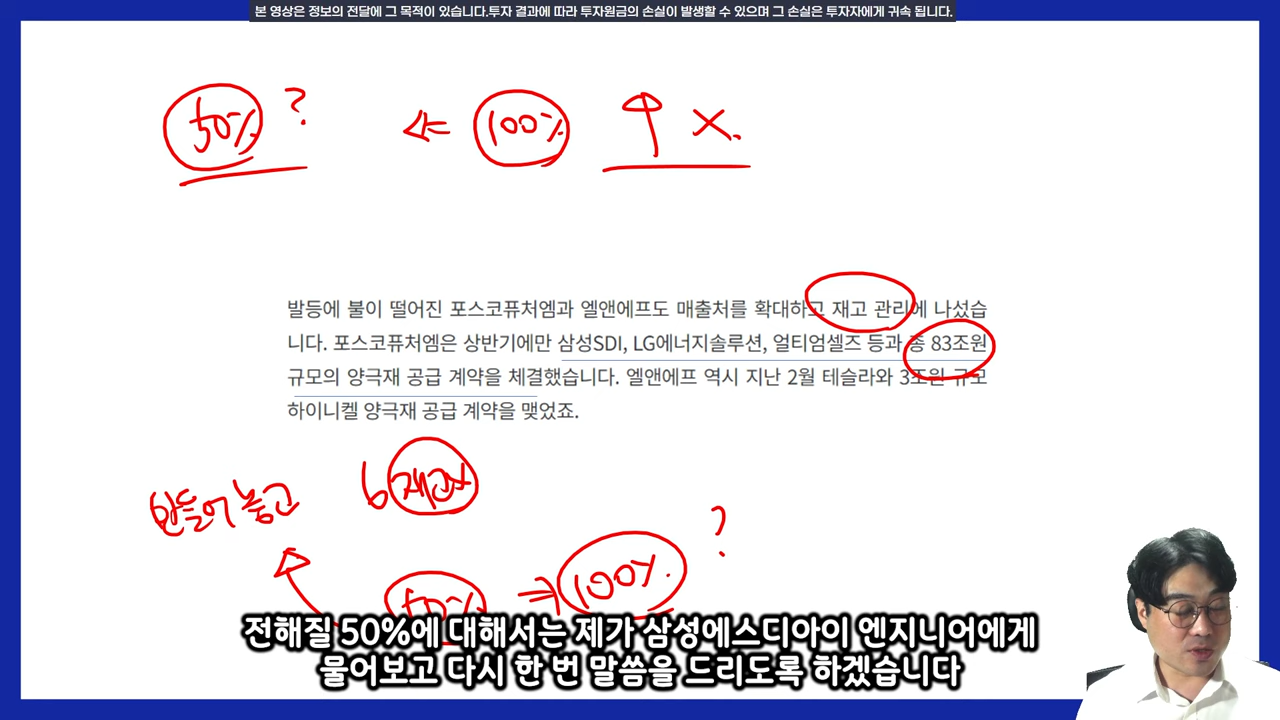 본 영상은 정보의 전달에 그 목적이 있습니다.투자 결과에 따라 투자원금의 손실이 발생할 수 있으며 그 손실은 투자자에게 귀속 됩니다.
50% ? ⇐ 100% ↑ X.
발등에 불이 떨어진 포스코퓨처엠과 엘앤에프도 매출처를 확대하고 재고 관리에 나섰습
니다. 포스코퓨처엠은 상반기에만 삼성SDI, LG에너지솔루션, 얼티엄셀즈 등과 총 83조원
규모의 양극재 공급 계약을 체결했습니다. 엘앤에프 역시 지난 2월 테슬라와 3조원 규모
하이니켈 양극재 공급 계약을 맺었죠.
만들어 놓고
50% ⇒ 100%. ?
전해질 50%에 대해서는 제가 삼성에스디아이 엔지니어에게
물어보고 다시 한 번 말씀을 드리도록 하겠습니다